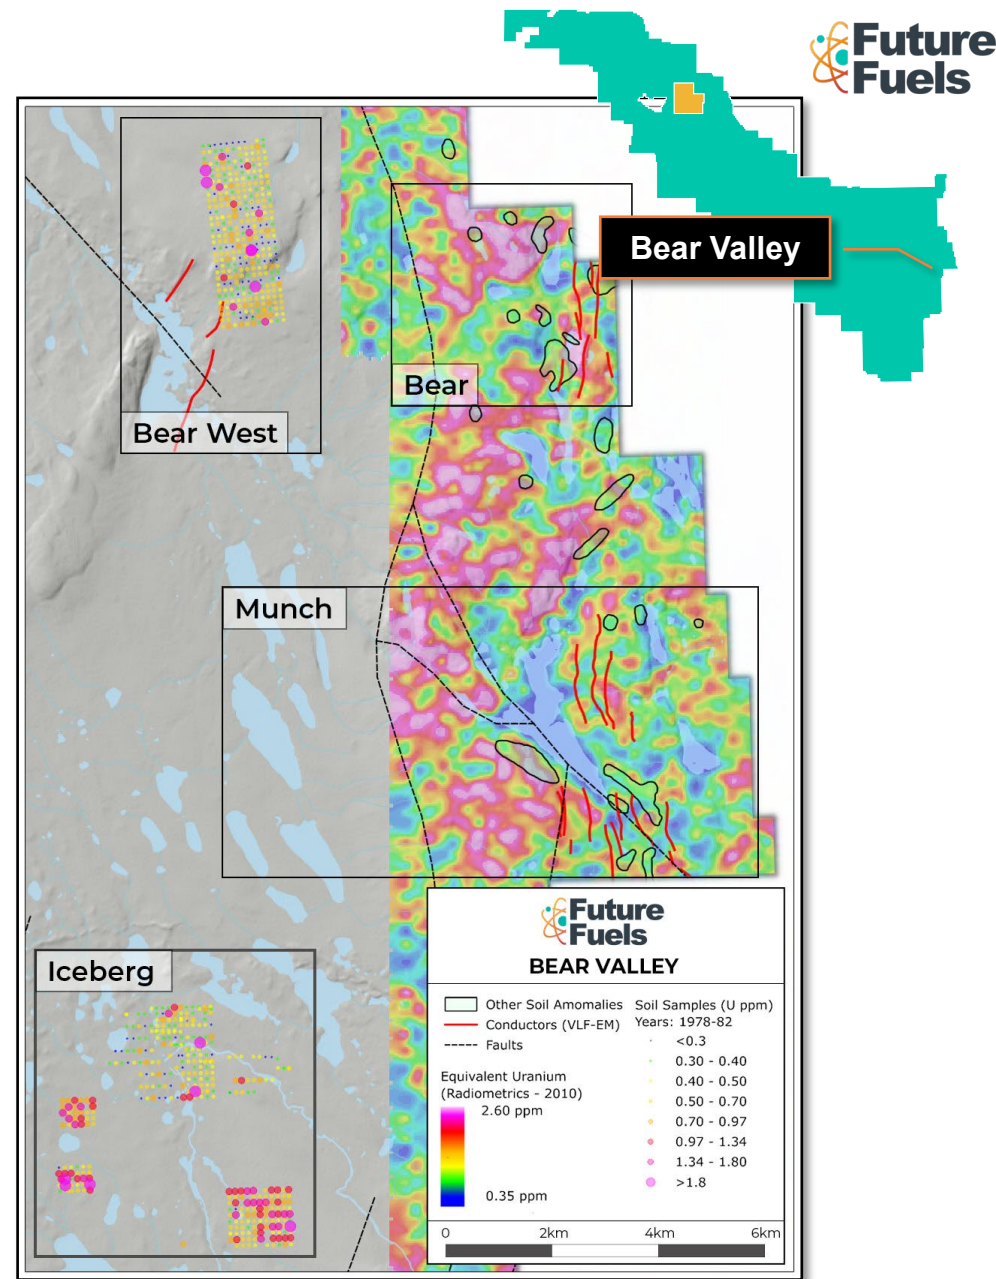 Future
Fuels
Bear Valley
Bear West
Bear
Munch
Iceberg
Future
Fuels
BEAR VALLEY
Other Soil Anomalies
Conductors (VLF-EM)
Faults
Equivalent Uranium
(Radiometrics - 2010)
2.60 ppm
0.35 ppm
Soil Samples (U ppm)
Years: 1978-82
<0.3
0.30 - 0.40
0.40 - 0.50
0.50 - 0.70
0.70 - 0.97
0.97 - 1.34
1.34 - 1.80
>1.8
0 2km 4km 6km